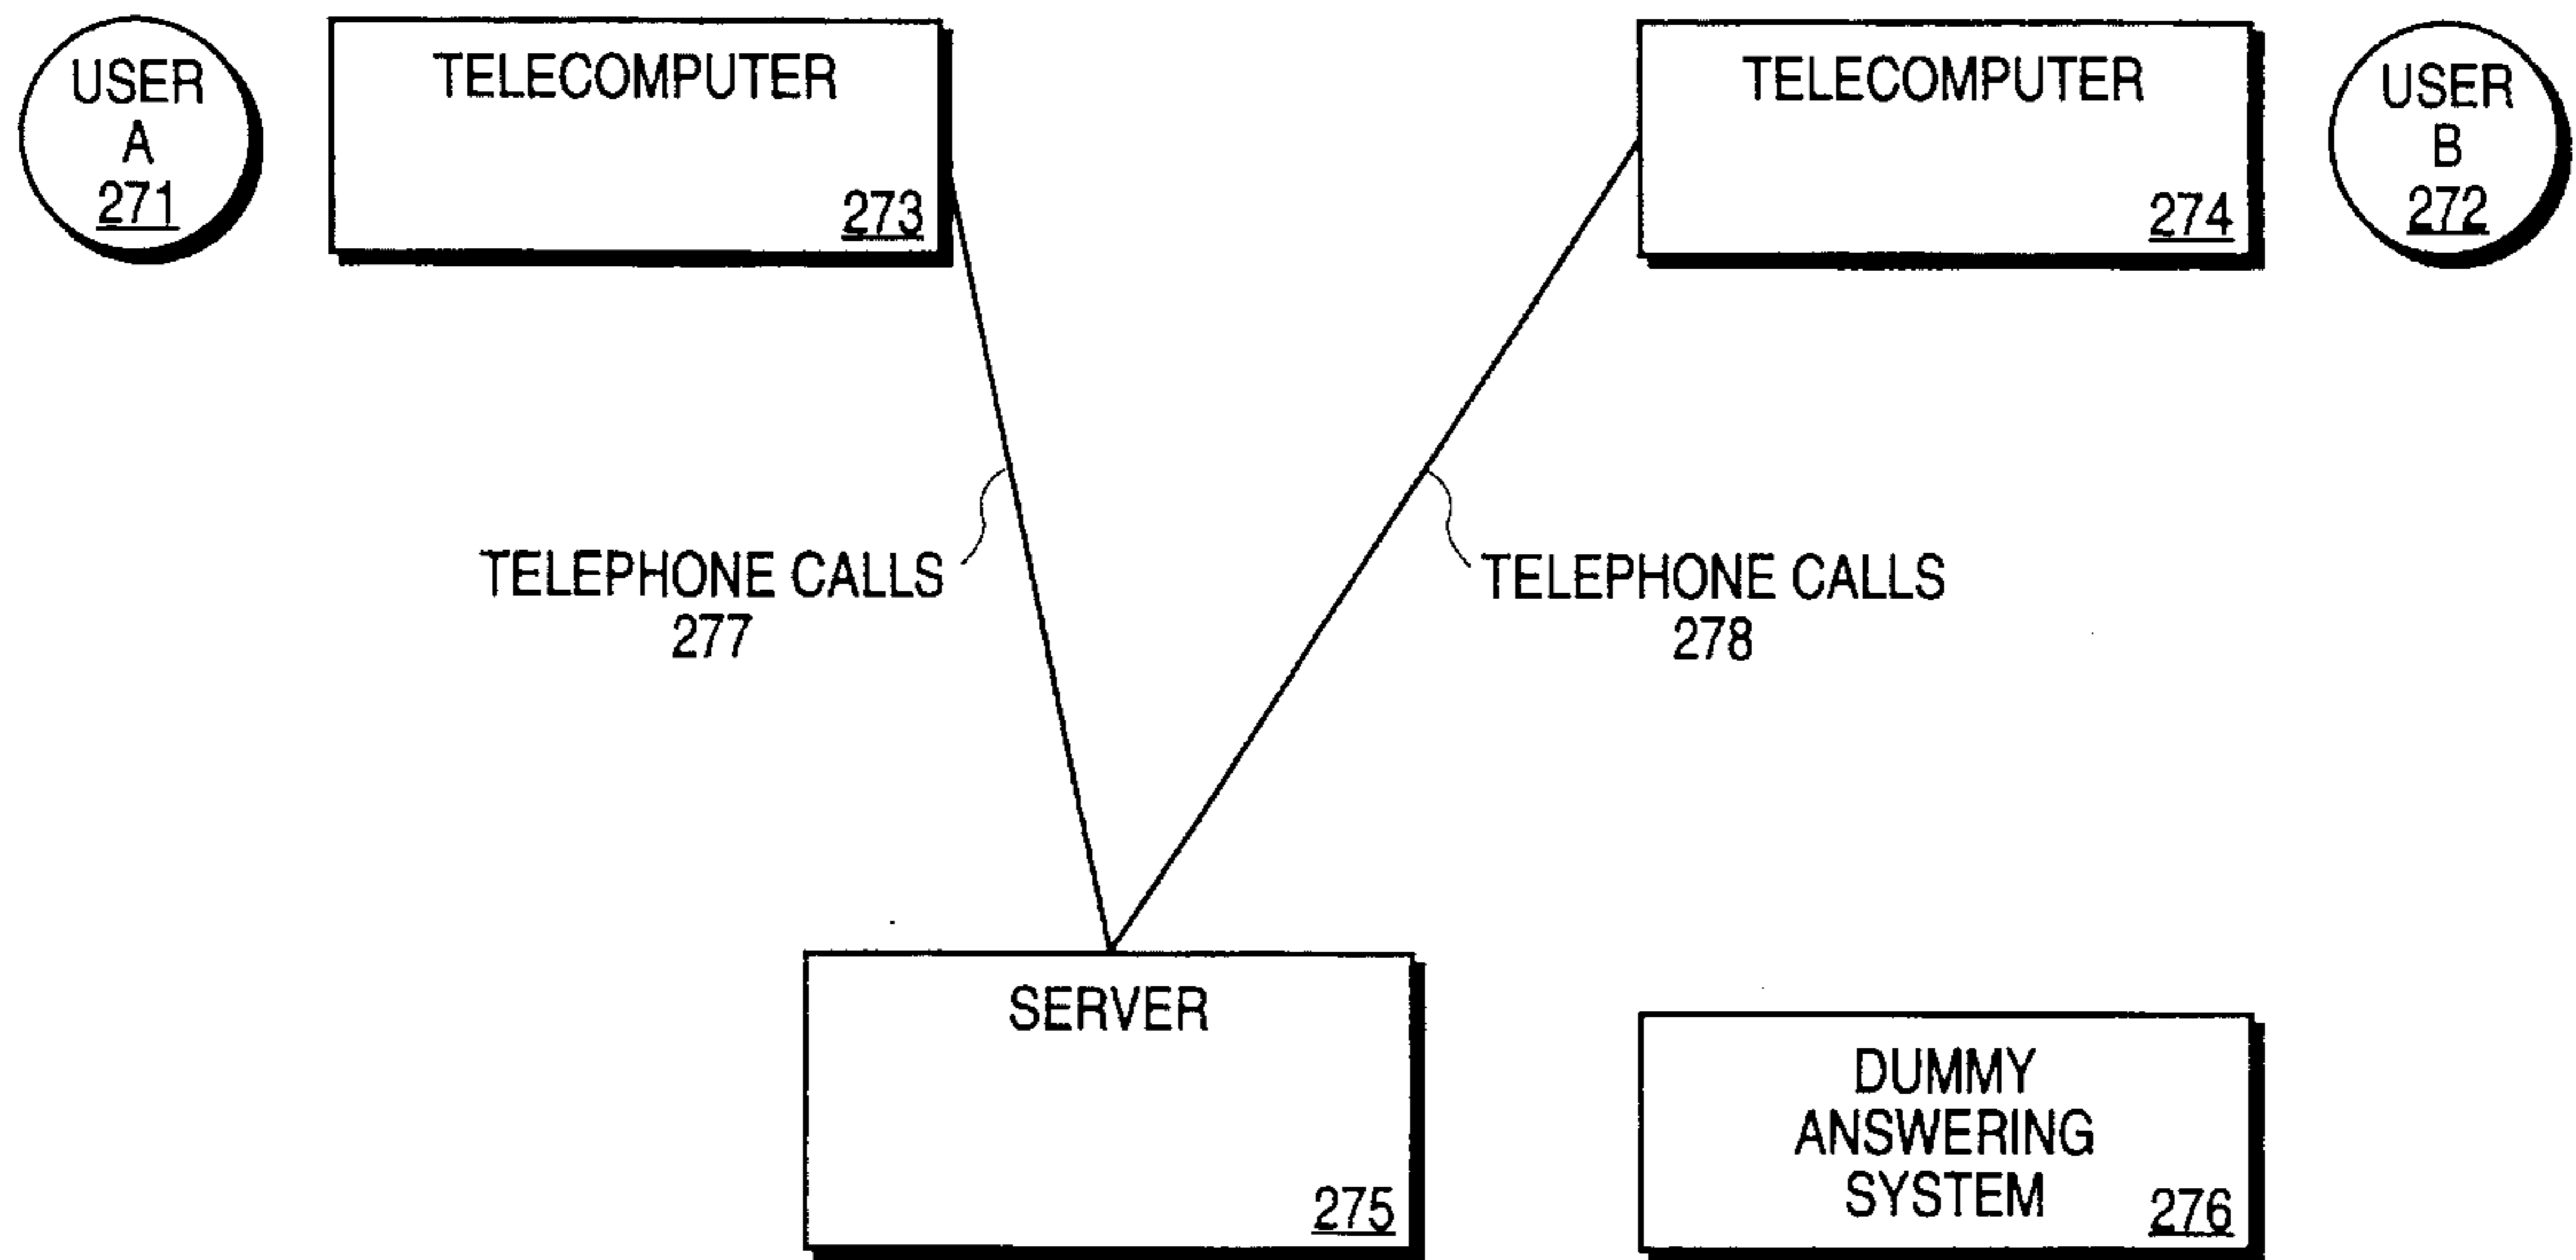 USER
A
271
TELECOMPUTER
273
TELECOMPUTER
274
USER
B
272
TELEPHONE CALLS
277
TELEPHONE CALLS
278
SERVER
275
DUMMY
ANSWERING
SYSTEM
276